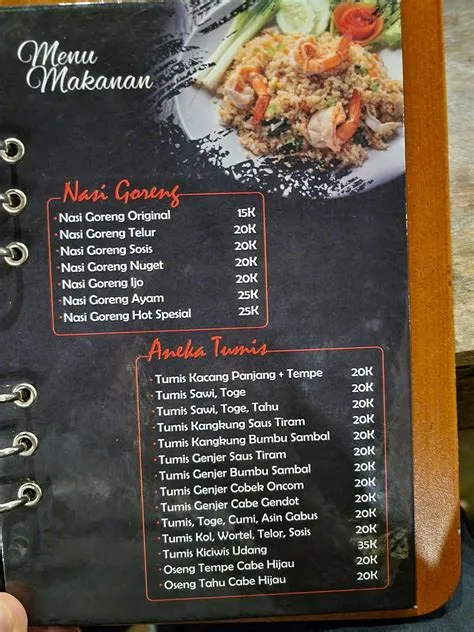 Menu
Makanan
Nasi Goreng
Nasi Goreng Original 15K
Nasi Goreng Telur 20K
Nasi Goreng Sosis 20K
Nasi Goreng Nuget 20K
Nasi Goreng Ijo 20K
Nasi Goreng Ayam 25K
Nasi Goreng Hot Spesial 25K
Aneka Tumis
Tumis Kacang Panjang + Tempe 20K
Tumis Sawi, Toge 20K
Tumis Sawi, Toge, Tahu 20K
Tumis Kangkung Saus Tiram 20K
Tumis Kangkung Bumbu Sambal 20K
Tumis Genjer Saus Tiram 20K
Tumis Genjer Bumbu Sambal 20K
Tumis Genjer Cobek Oncom 20K
Tumis Genjer Cabe Gendot 20K
Tumis, Toge, Cumi, Asin Gabus 20K
Tumis Kol, Wortel, Telor, Sosis 20K
Tumis Kiciwis Udang 35K
Oseng Tempe Cabe Hijau 20K
Oseng Tahu Cabe Hijau 20K